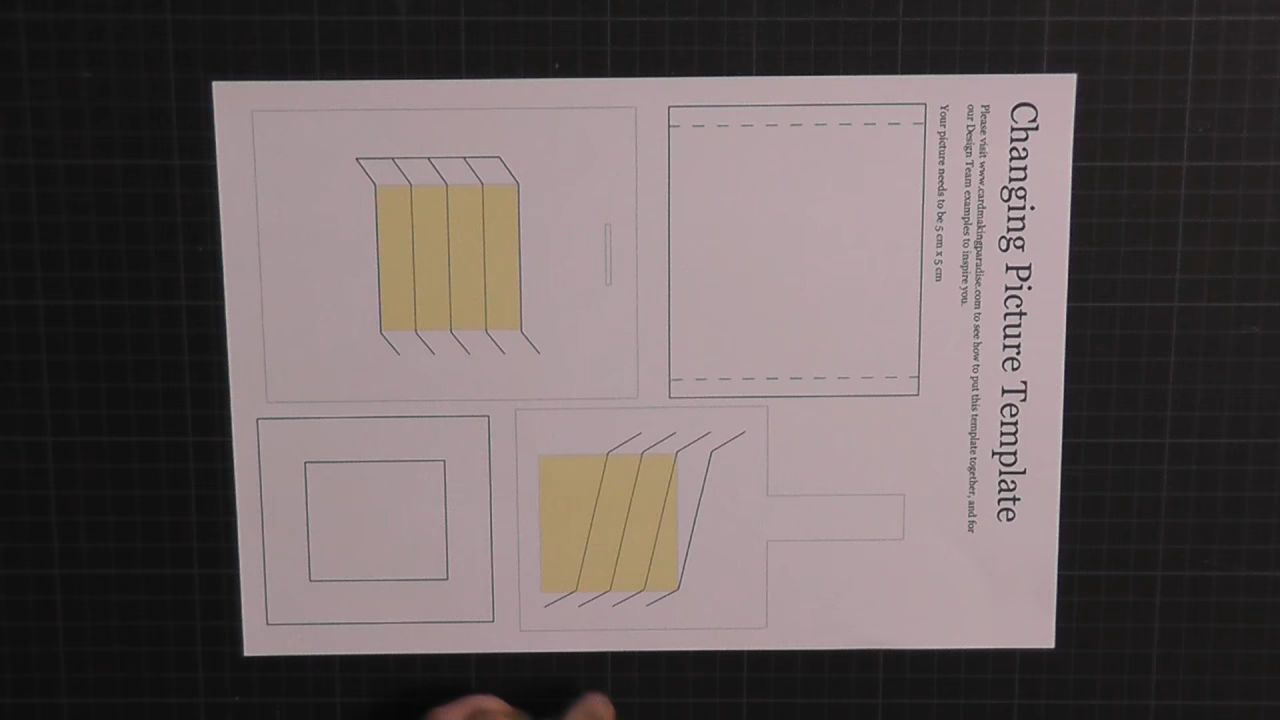 Changing Picture Template
Please visit www.cardmakingparadise.com to see how to put this template together, and for
our Design Team examples to inspire you.
Your picture needs to be 5 cm x 5 cm